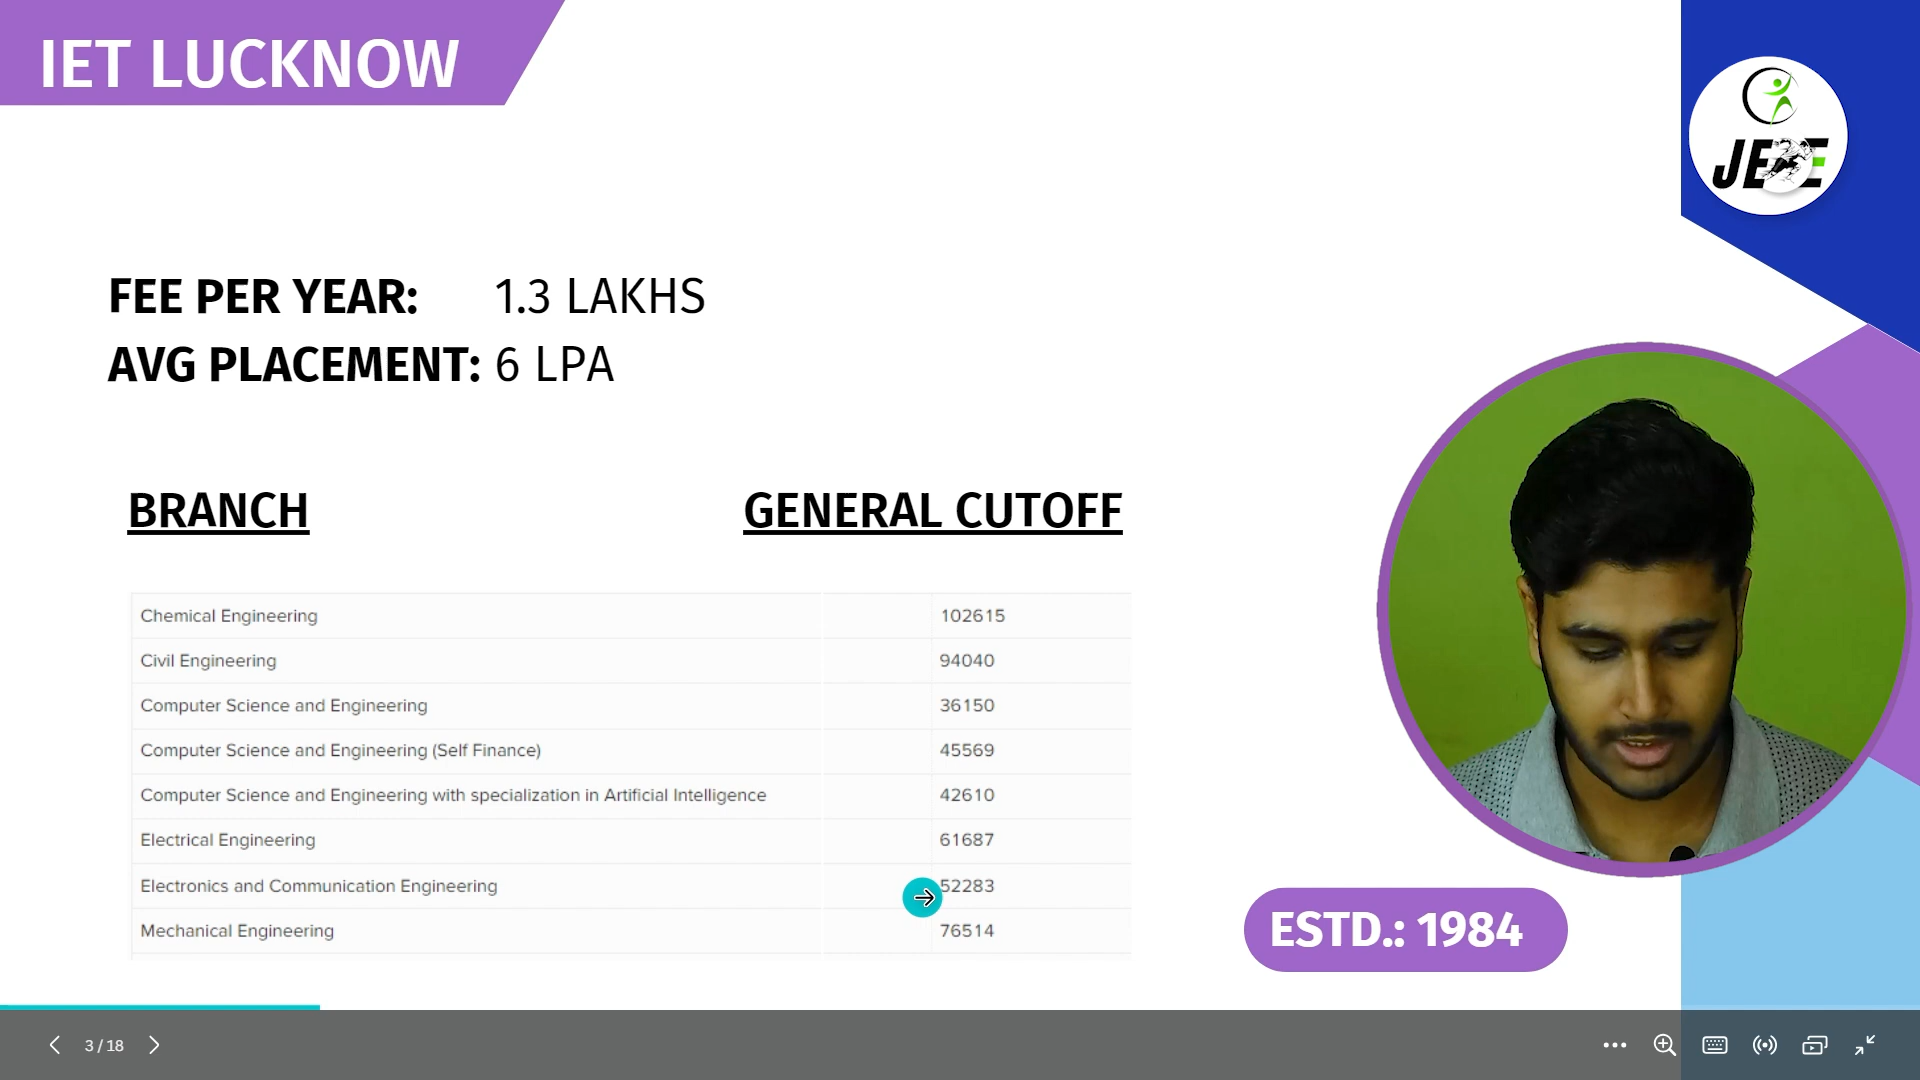 IET LUCKNOW
FEE PER YEAR: 1.3 LAKHS
AVG PLACEMENT: 6 LPA
BRANCH GENERAL CUTOFF
Chemical Engineering 102615
Civil Engineering 94040
Computer Science and Engineering 36150
Computer Science and Engineering (Self Finance) 45569
Computer Science and Engineering with specialization in Artificial Intelligence 42610
Electrical Engineering 61687
Electronics and Communication Engineering 52283
Mechanical Engineering 76514
ESTD.: 1984
3 / 18